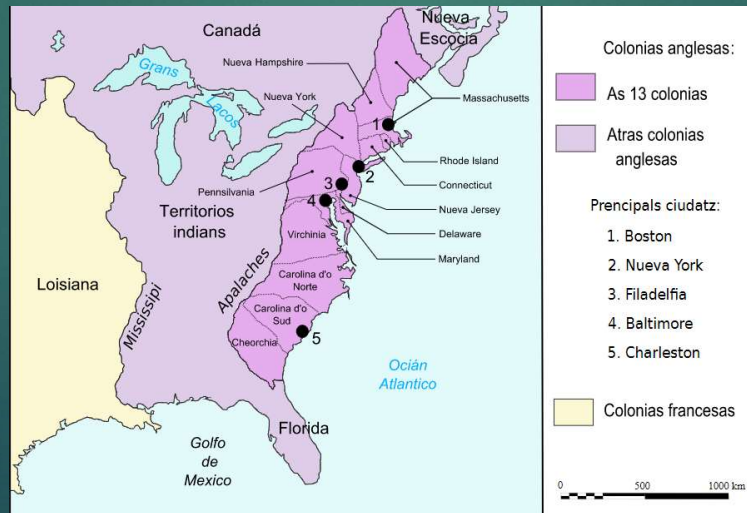 Canadá
Nueva
Escocia
Nueva Hampshire
Grans
Lacos
Nueva York
Massachusetts
1
Rhode Island
2
Connecticut
3
Pennsilvania
4
Nueva Jersey
Territorios
indians
Delaware
Virchinia
Maryland
Apalaches
Carolina d'o
Norte
Loisiana
Mississipi
Carolina d'o
Sud
5
Cheorchia
Ocián
Atlantico
Florida
Golfo
de
Mexico
Colonias anglesas:
As 13 colonias
Atras colonias
anglesas
Prencipals ciudatz:
1. Boston
2. Nueva York
3. Filadelfia
4. Baltimore
5. Charleston
Colonias francesas
0 500 1000 km